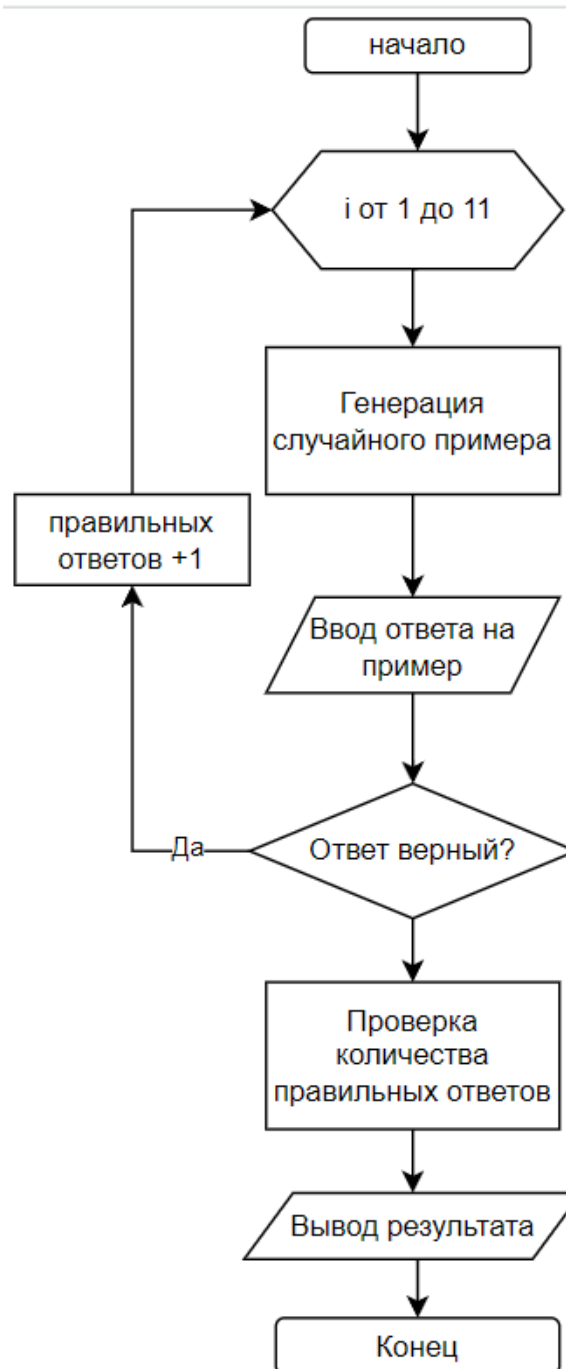 начало
i от 1 до 11
Генерация
случайного примера
правильных
ответов +1
Ввод ответа на
пример
Да
Ответ верный?
Проверка
количества
правильных ответов
Вывод результата
Конец